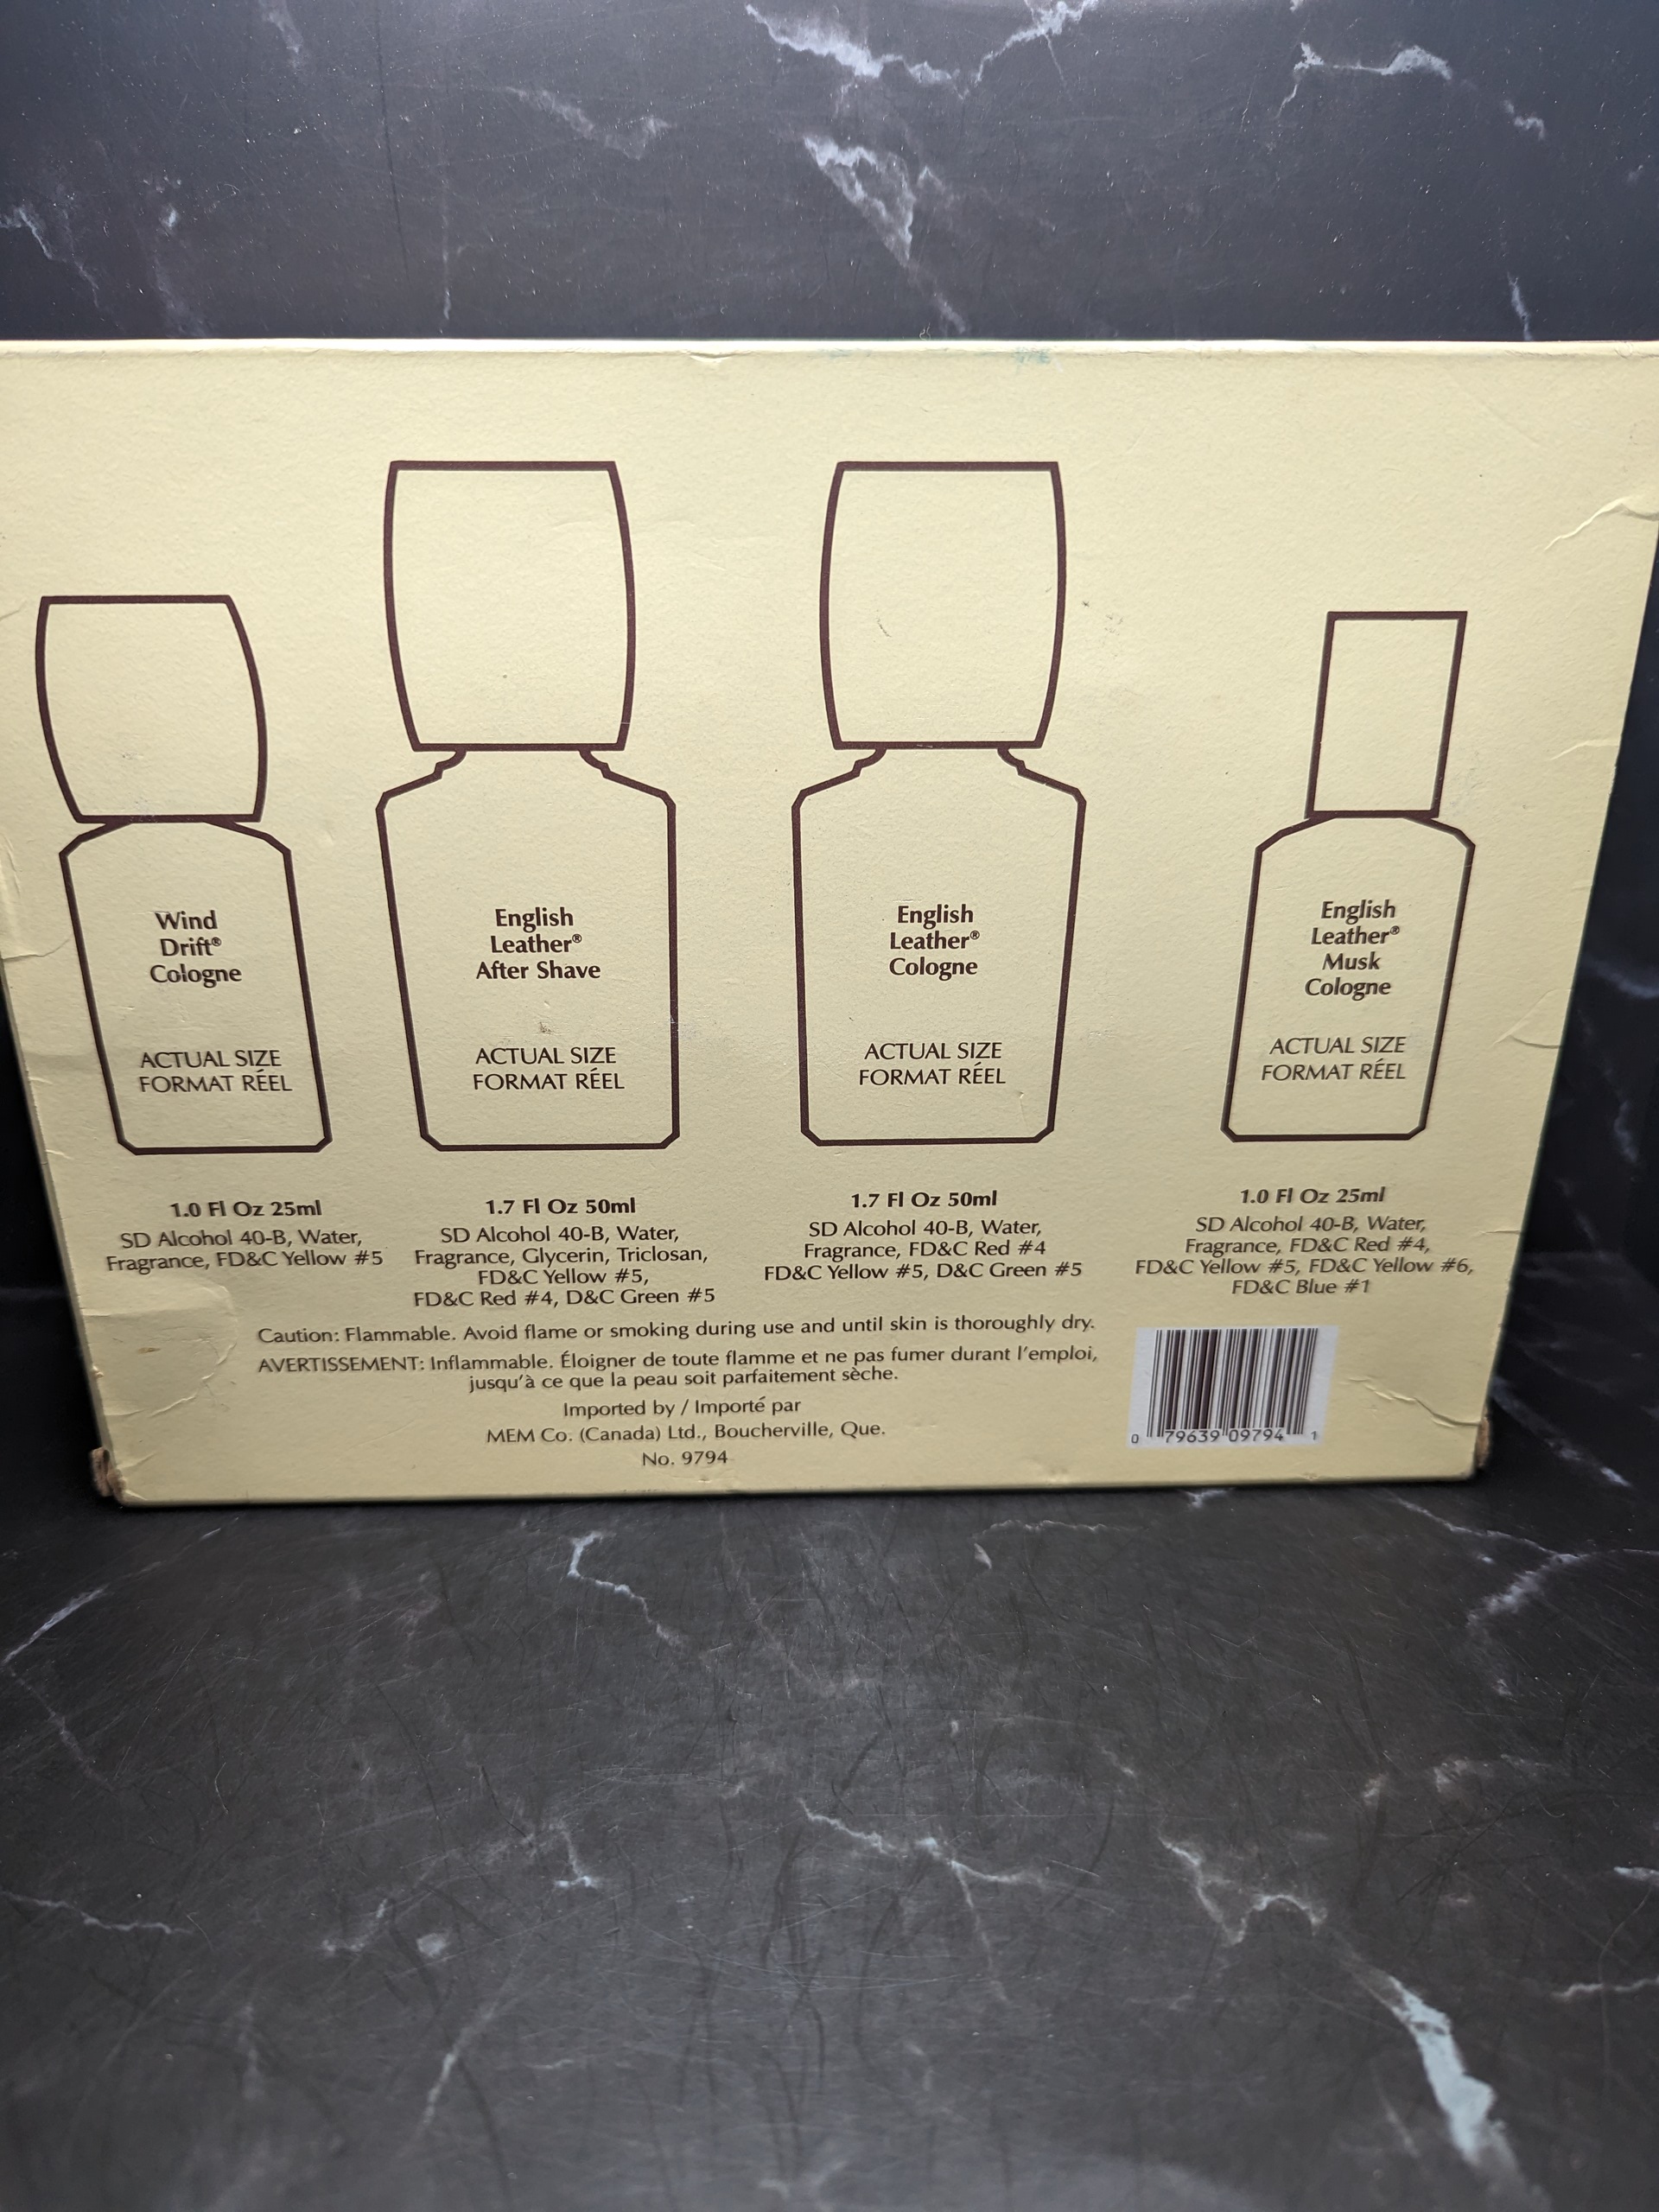 Wind
Drift®
Cologne
ACTUAL SIZE
FORMAT RÉEL
1.0 Fl Oz 25ml
SD Alcohol 40-B, Water,
Fragrance, FD&C Yellow #5
English
Leather®
After Shave
ACTUAL SIZE
FORMAT RÉEL
1.7 Fl Oz 50ml
SD Alcohol 40-B, Water,
Fragrance, Glycerin, Triclosan,
FD&C Yellow #5,
FD&C Red #4, D&C Green #5
English
Leather®
Cologne
ACTUAL SIZE
FORMAT RÉEL
1.7 Fl Oz 50ml
SD Alcohol 40-B, Water,
Fragrance, FD&C Red #4
FD&C Yellow #5, D&C Green #5
English
Leather®
Musk
Cologne
ACTUAL SIZE
FORMAT RÉEL
1.0 Fl Oz 25ml
SD Alcohol 40-B, Water,
Fragrance, FD&C Red #4,
FD&C Yellow #5, FD&C Yellow #6,
FD&C Blue #1
Caution: Flammable. Avoid flame or smoking during use and until skin is thoroughly dry.
AVERTISSEMENT: Inflammable. Éloigner de toute flamme et ne pas fumer durant l'emploi,
jusqu'à ce que la peau soit parfaitement sèche.
Imported by / Importé par
MEM Co. (Canada) Ltd., Boucherville, Que.
No. 9794
0 79639 09794 1